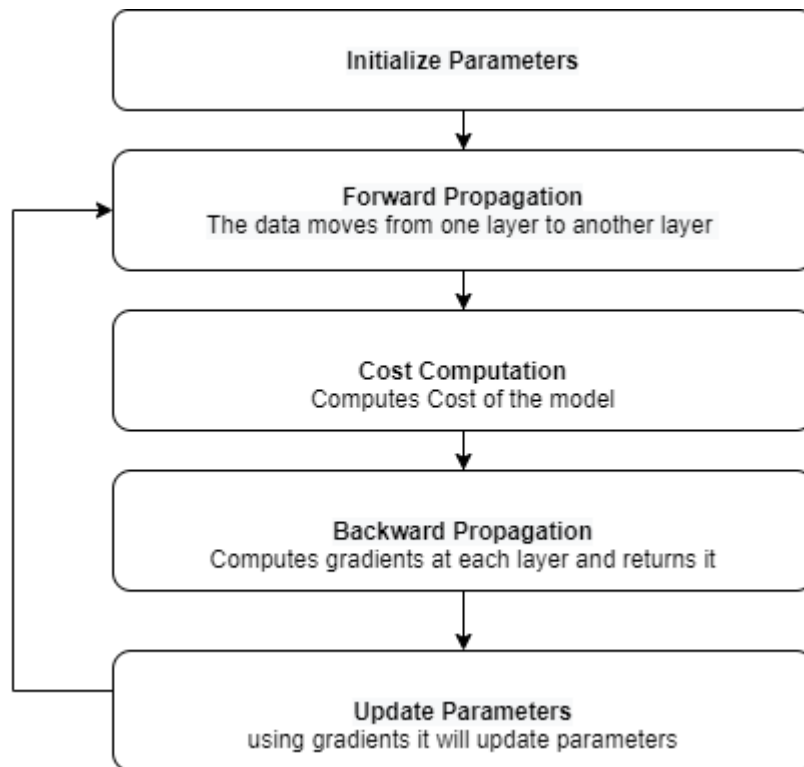 Initialize Parameters
Forward Propagation
The data moves from one layer to another layer
Cost Computation
Computes Cost of the model
Backward Propagation
Computes gradients at each layer and returns it
Update Parameters
using gradients it will update parameters